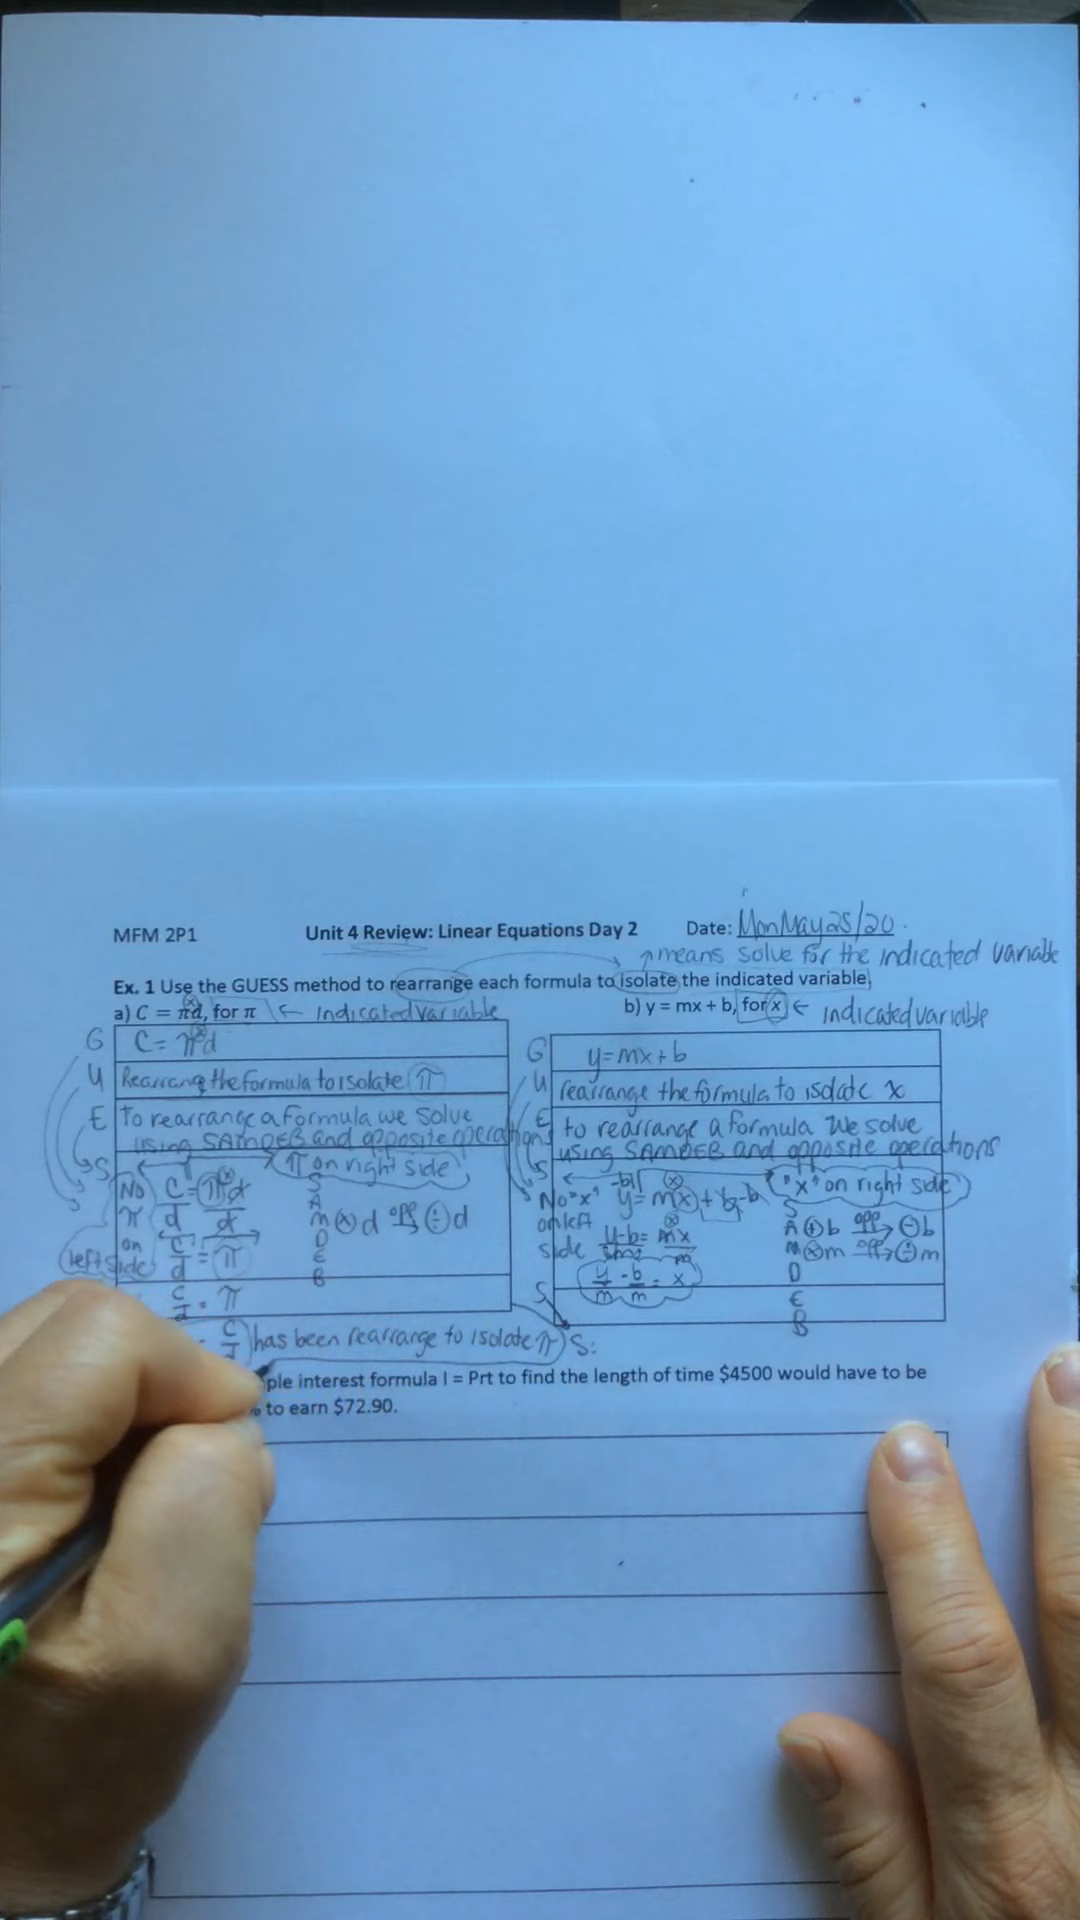 MFM 2P1 Unit 4 Review: Linear Equations Day 2 Date: Mon May 25/20.
↑ means solve for the indicated variable
Ex. 1 Use the GUESS method to rearrange each formula to isolate the indicated variable.
a) C = πd, for π ← Indicated variable
G C = πd
U Rearrange the formula to isolate π
E To rearrange a formula we solve
using SAMDEB and opposite operations
S π on right side
No C = πd
π d d
on
left side C/d = π
S
A
M ⊗ d opp ÷ d
D
E
B
C/d = π
C/d has been rearrange to isolate π
b) y = mx + b, for x ← indicated variable
G y = mx + b
U rearrange the formula to isolate x
E to rearrange a formula We solve
using SAMDEB and opposite operations
S "x" on right side
No "x" -b y = mx + b - b
on left
side y - b = mx
m
y/m - b/m = x
S
A ⊕ b opp → ⊖ b
M ⊗ m opp → ÷ m
D
E
B
S
S:
ple interest formula I = Prt to find the length of time $4500 would have to be
% to earn $72.90.